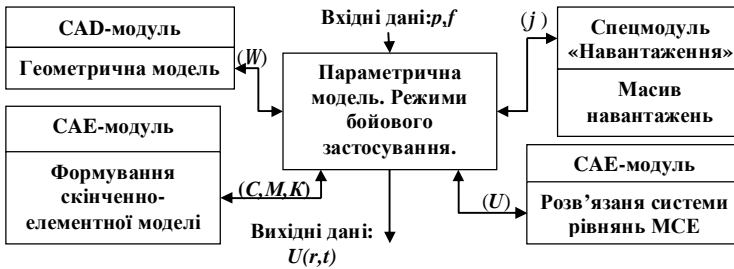 Вхідні дані:p,f
CAD-модуль
Геометрична модель
(W)
Параметрична
модель. Режими
бойового
застосування.
(j)
Спецмодуль
«Навантаження»
Масив
навантажень
CAE-модуль
Формування
скінченно-
елементної моделі
(C,M,K)
Вихідні дані:
U(r,t)
(U)
CAE-модуль
Розв’язаня системи
рівнянь МСЕ